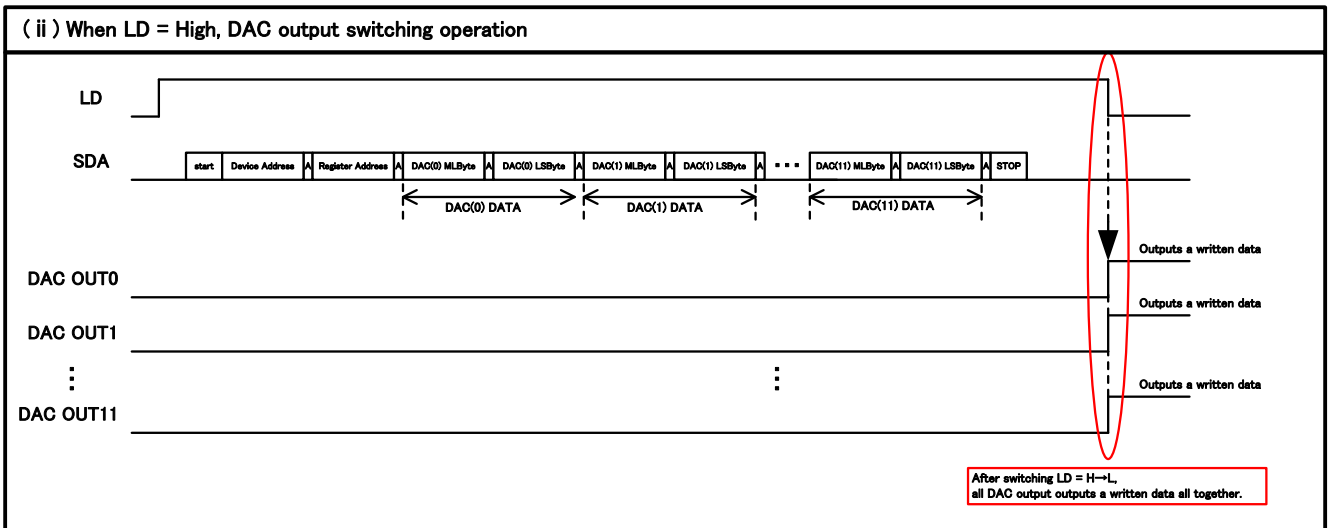 ( ii ) When LD = High, DAC output switching operation
LD
SDA
start
Device Address
A
Register Address
A
DAC(0) MLByte
A
DAC(0) LSByte
A
DAC(1) MLByte
A
DAC(1) LSByte
A
•••
DAC(11) MLByte
A
DAC(11) LSByte
A
STOP
DAC(0) DATA
DAC(1) DATA
DAC(11) DATA
Outputs a written data
DAC OUT0
Outputs a written data
DAC OUT1
⋮
⋮
Outputs a written data
DAC OUT11
After switching LD = H→L,
all DAC output outputs a written data all together.